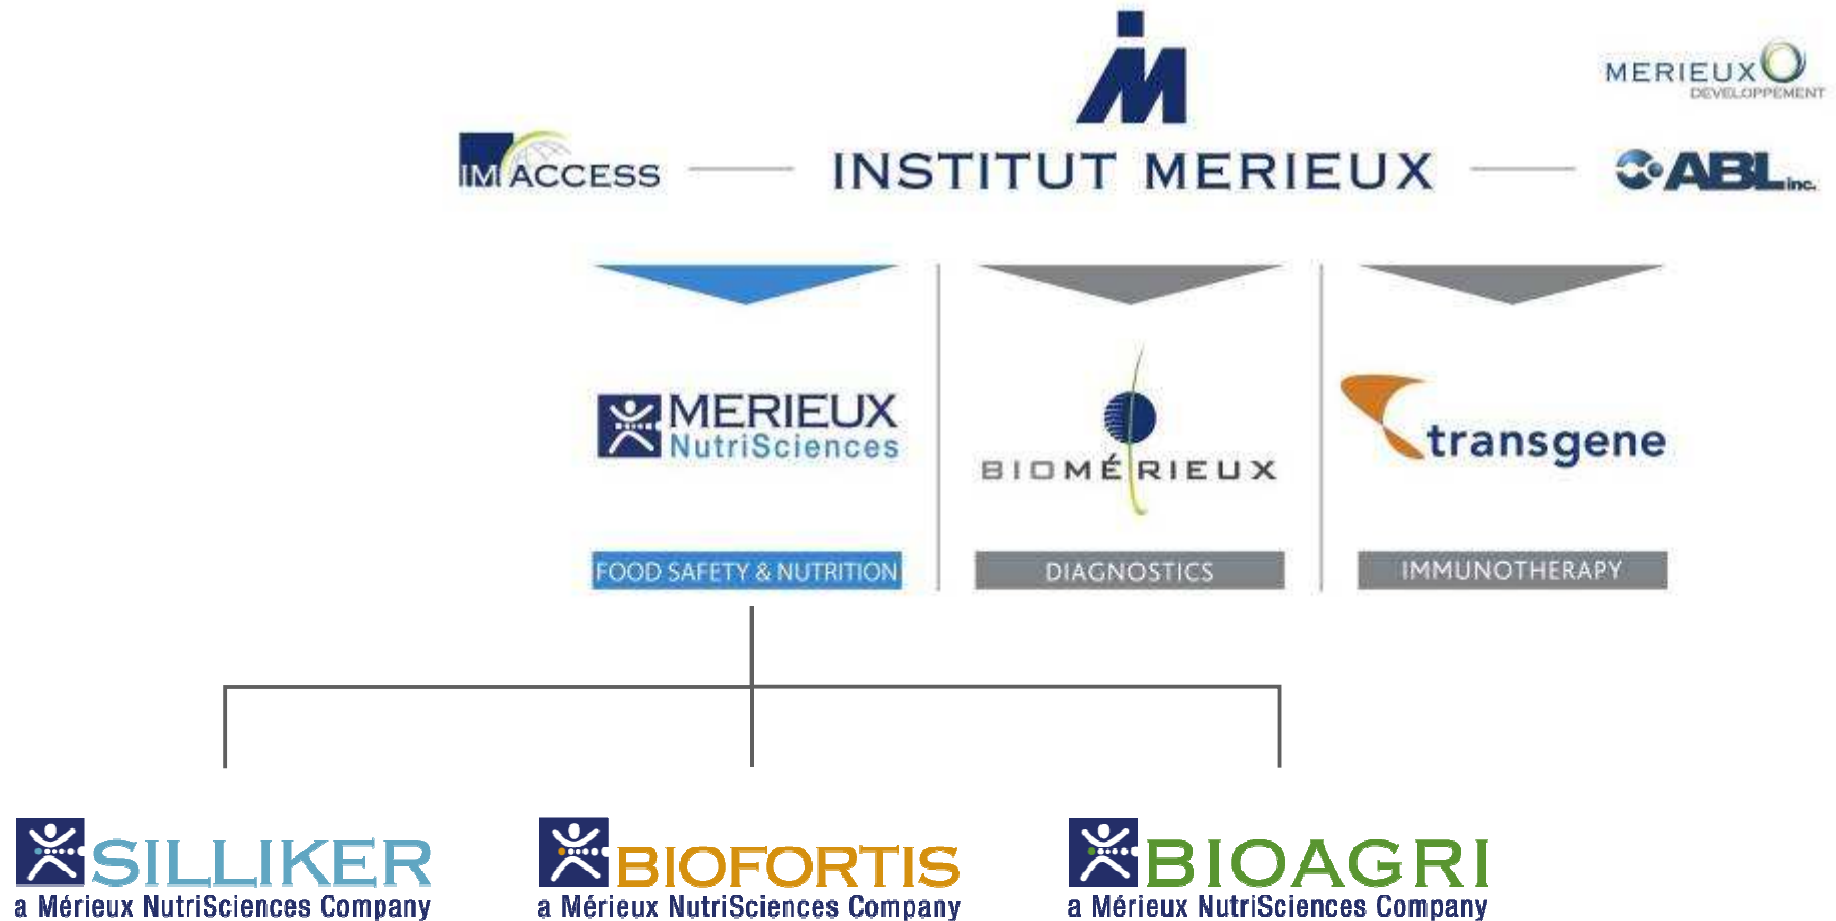 MERIEUX
DEVELOPPEMENT
IM ACCESS
INSTITUT MERIEUX
ABL inc.
MERIEUX
NutriSciences
BIOMÉRIEUX
transgene
FOOD SAFETY & NUTRITION
DIAGNOSTICS
IMMUNOTHERAPY
SILLIKER
a Mérieux NutriSciences Company
BIOFORTIS
a Mérieux NutriSciences Company
BIOAGRI
a Mérieux NutriSciences Company